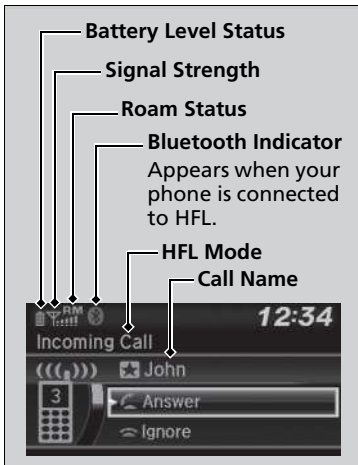 Battery Level Status
Signal Strength
Roam Status
Bluetooth Indicator
Appears when your
phone is connected
to HFL.
HFL Mode
Call Name
RM
12:34
Incoming Call
John
3
Answer
Ignore